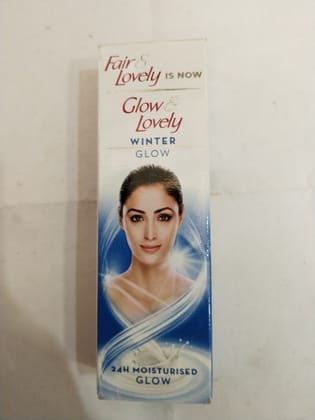 Fair &
Lovely IS NOW
Glow &
Lovely
WINTER
GLOW
24H MOISTURISED
GLOW